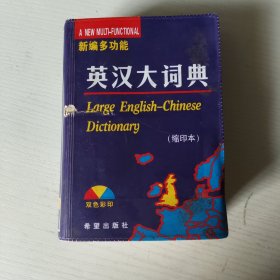 A NEW MULTI-FUNCTIONAL
新编多功能
英汉大词典
Large English-Chinese
Dictionary
(缩印本)
双色彩印
希望出版社